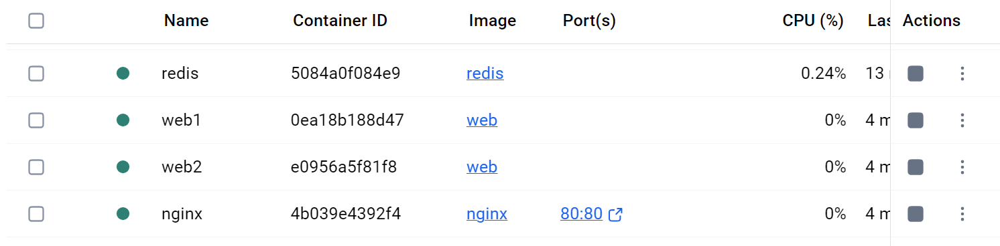 Name Container ID Image Port(s) CPU (%) Las Actions
redis 5084a0f084e9 redis 0.24% 13
web1 0ea18b188d47 web 0% 4 m
web2 e0956a5f81f8 web 0% 4 m
nginx 4b039e4392f4 nginx 80:80 0% 4 m